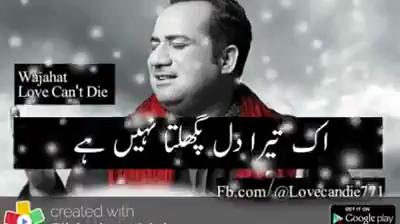 Wajahat
Love Can't Die
اک تیرا دل پگھلتا نہیں ہے
Fb.com/@Lovecandie771
created with
GET IT ON
Google play